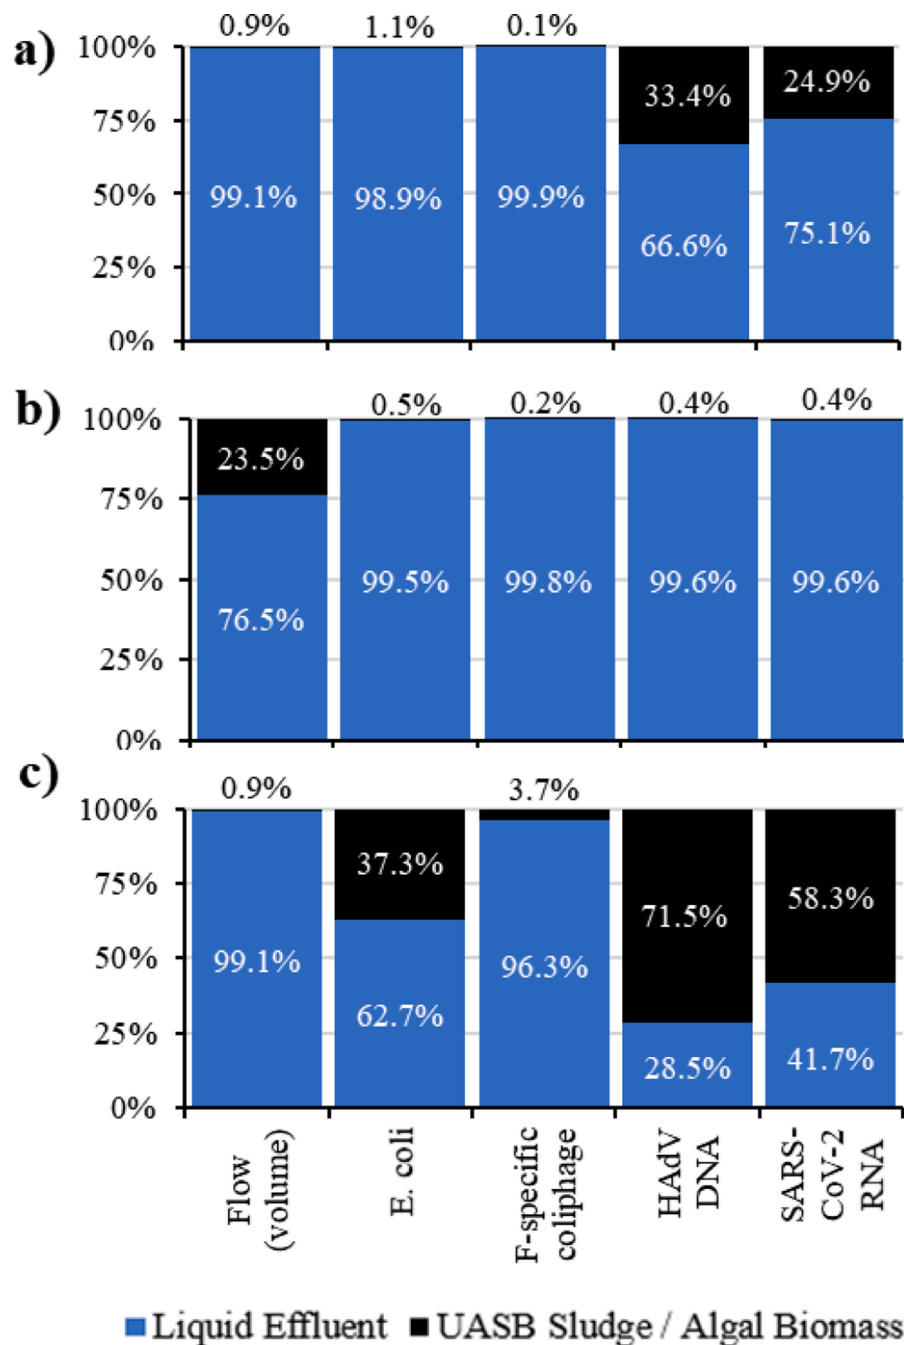 a)
0.9% 1.1% 0.1%
100%
33.4% 24.9%
75%
99.1% 98.9% 99.9%
50%
66.6% 75.1%
25%
0%
b)
0.5% 0.2% 0.4% 0.4%
100%
23.5%
75%
99.5% 99.8% 99.6% 99.6%
50%
76.5%
25%
0%
c)
0.9% 3.7%
100%
37.3% 71.5% 58.3%
75%
99.1% 96.3%
50%
62.7% 28.5% 41.7%
25%
0%
Flow
(volume)
E. coli
F-specific
coliphage
HAdV
DNA
SARS-
CoV-2
RNA
Liquid Effluent UASB Sludge / Algal Biomass